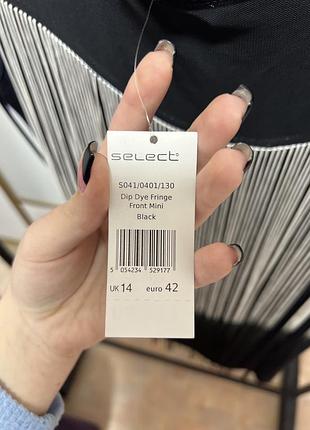 select
S041/0401/130
Dip Dye Fringe
Front Mini
Black
5 054234 529177
UK 14 euro 42